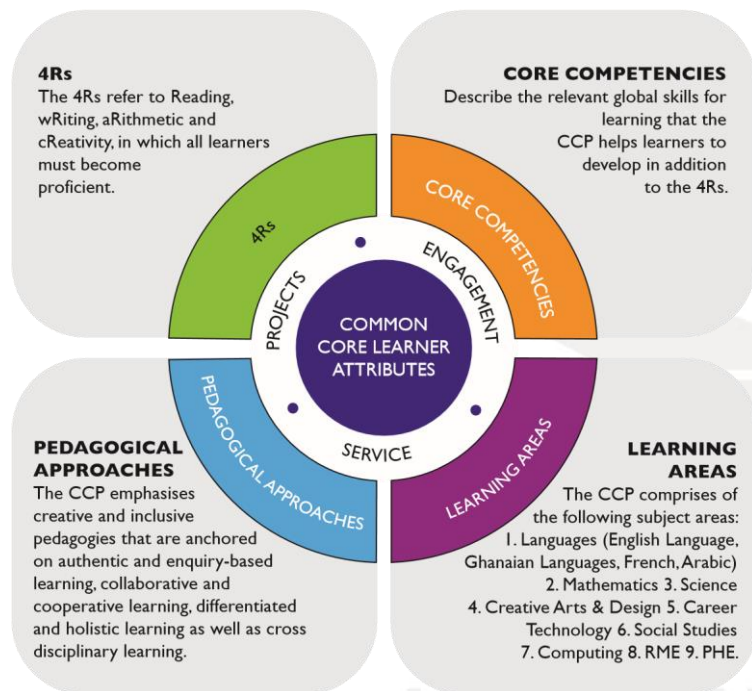 4Rs
The 4Rs refer to Reading,
wRiting, aRithmetic and
cReativity, in which all learners
must become
proficient.
CORE COMPETENCIES
Describe the relevant global skills for
learning that the
CCP helps learners to
develop in addition
to the 4Rs.
4Rs
CORE COMPETENCIES
PROJECTS
ENGAGEMENT
COMMON
CORE LEARNER
ATTRIBUTES
SERVICE
PEDAGOGICAL APPROACHES
LEARNING AREAS
PEDAGOGICAL
APPROACHES
The CCP emphasises
creative and inclusive
pedagogies that are anchored
on authentic and enquiry-based
learning, collaborative and
cooperative learning, differentiated
and holistic learning as well as cross
disciplinary learning.
LEARNING
AREAS
The CCP comprises of
the following subject areas:
1. Languages (English Language,
Ghanaian Languages, French, Arabic)
2. Mathematics 3. Science
4. Creative Arts & Design 5. Career
Technology 6. Social Studies
7. Computing 8. RME 9. PHE.